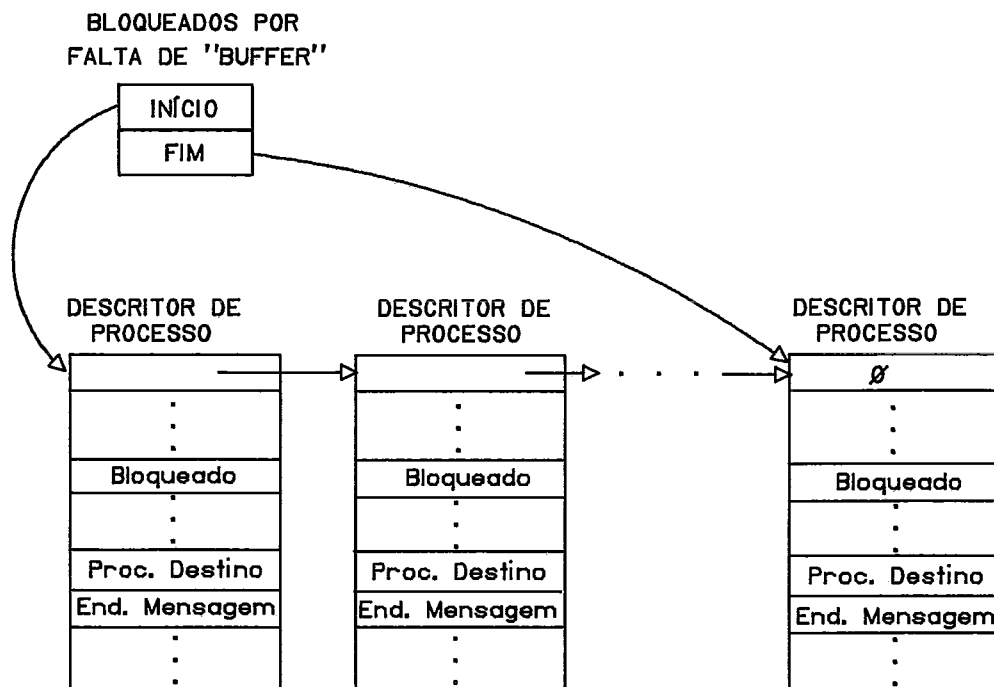 BLOQUEADOS POR
FALTA DE "BUFFER"
INÍCIO
FIM
DESCRITOR DE
PROCESSO
DESCRITOR DE
PROCESSO
DESCRITOR DE
PROCESSO
Ø
Bloqueado
Bloqueado
Bloqueado
Proc. Destino
Proc. Destino
Proc. Destino
End. Mensagem
End. Mensagem
End. Mensagem